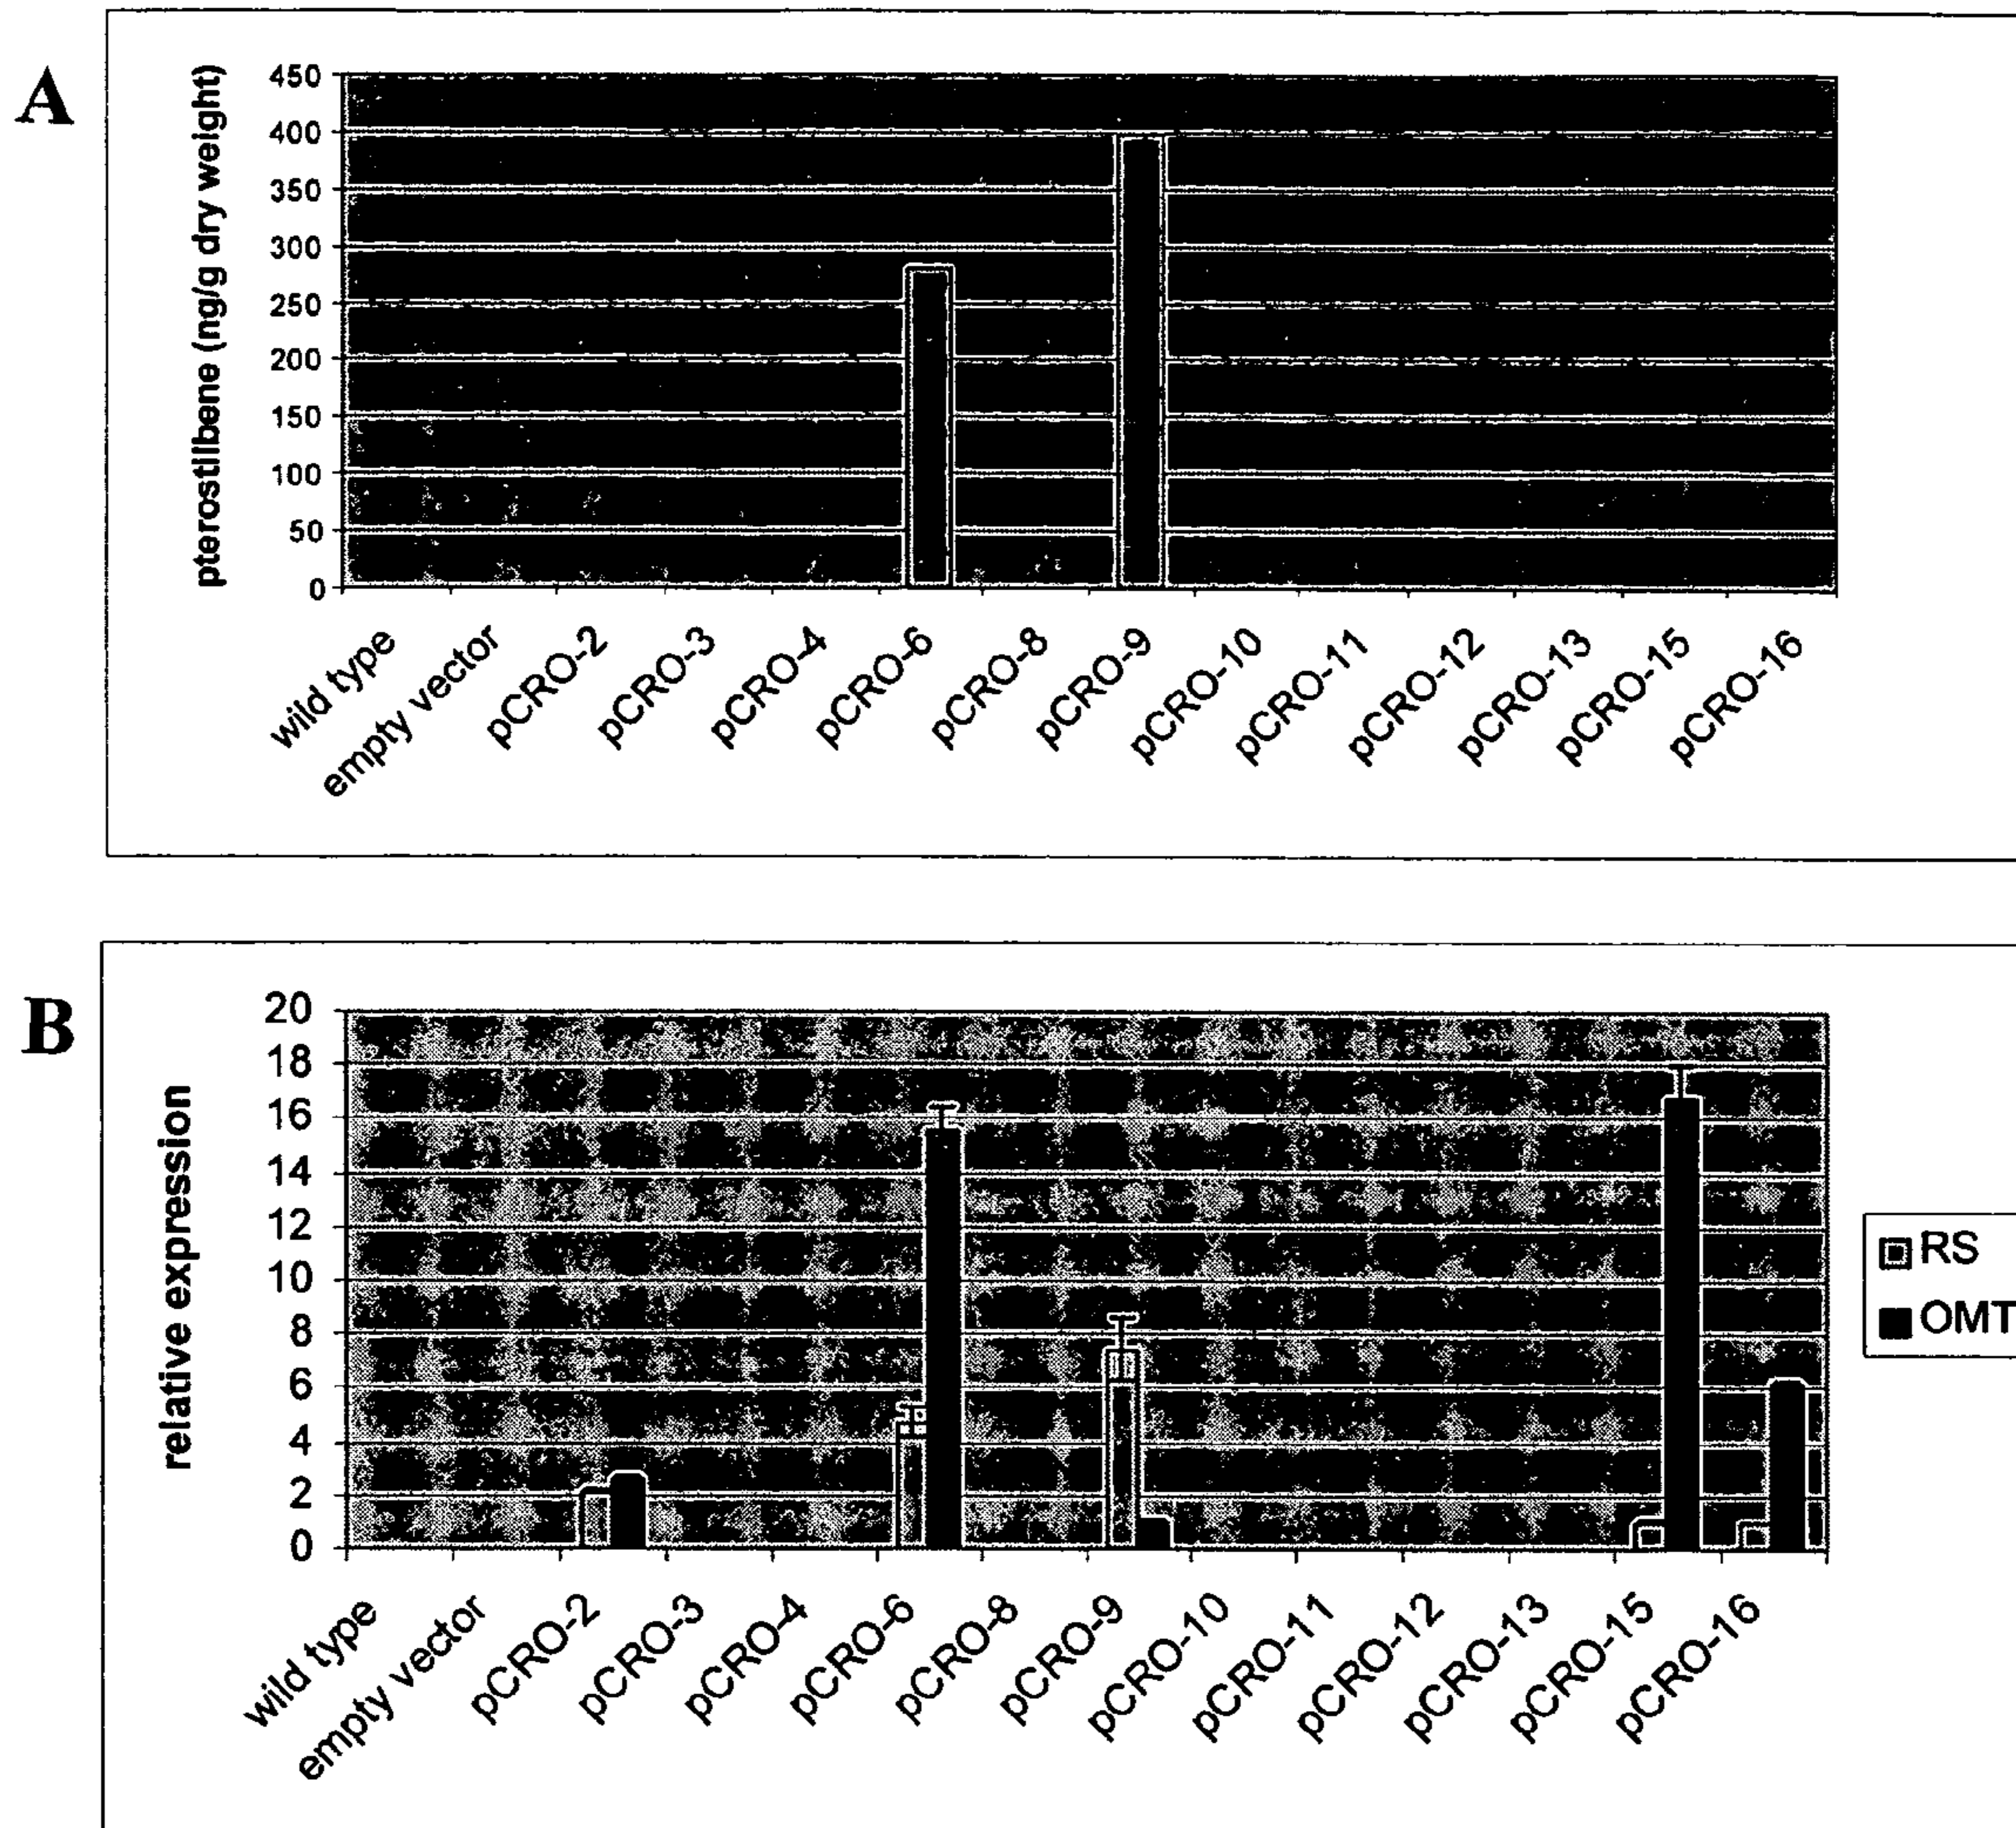 A
pterostilbene (ng/g dry weight)
450
400
350
300
250
200
150
100
50
0
wild type
empty vector
pCRO-2
pCRO-3
pCRO-4
pCRO-6
pCRO-8
pCRO-9
pCRO-10
pCRO-11
pCRO-12
pCRO-13
pCRO-15
pCRO-16
B
relative expression
20
18
16
14
12
10
8
6
4
2
0
wild type
empty vector
pCRO-2
pCRO-3
pCRO-4
pCRO-6
pCRO-8
pCRO-9
pCRO-10
pCRO-11
pCRO-12
pCRO-13
pCRO-15
pCRO-16
RS
OMT